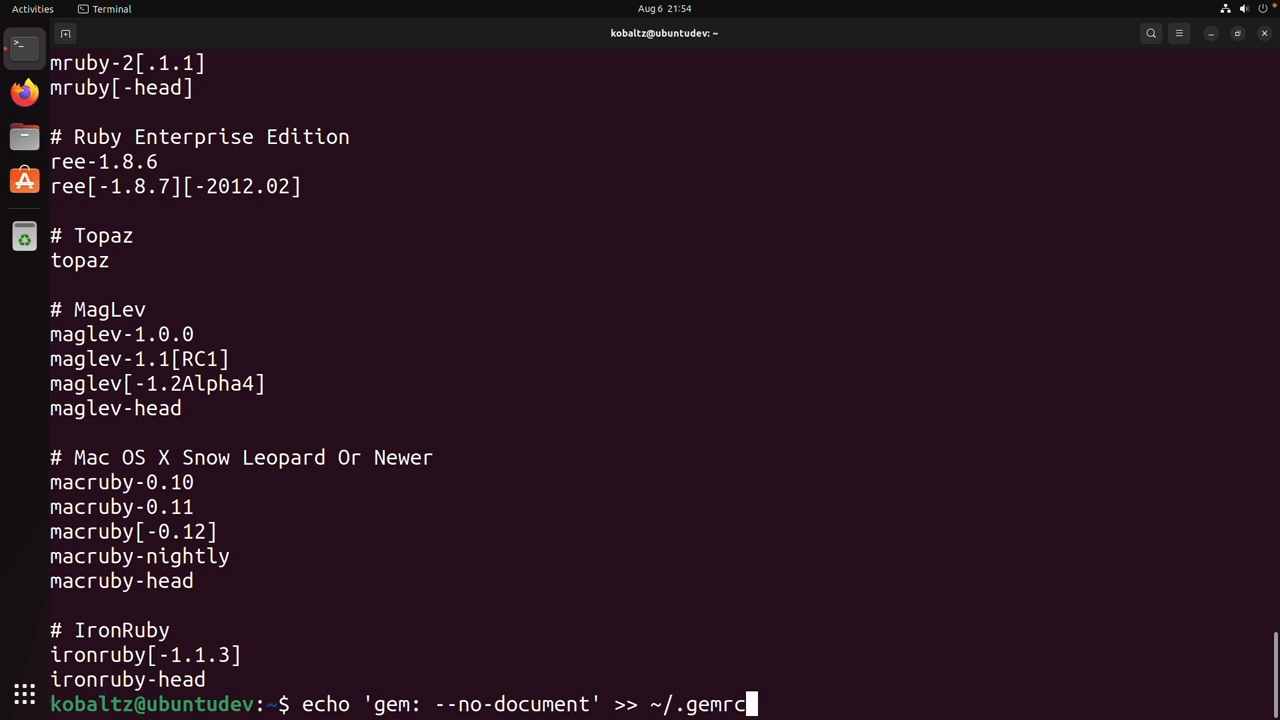 Activities
Terminal
Aug 6 21:54
kobaltz@ubuntudev: ~
mruby-2[.1.1]
mruby[-head]
# Ruby Enterprise Edition
ree-1.8.6
ree[-1.8.7][-2012.02]
# Topaz
topaz
# MagLev
maglev-1.0.0
maglev-1.1[RC1]
maglev[-1.2Alpha4]
maglev-head
# Mac OS X Snow Leopard Or Newer
macruby-0.10
macruby-0.11
macruby[-0.12]
macruby-nightly
macruby-head
# IronRuby
ironruby[-1.1.3]
ironruby-head
kobaltz@ubuntudev:~$ echo 'gem: --no-document' >> ~/.gemrc